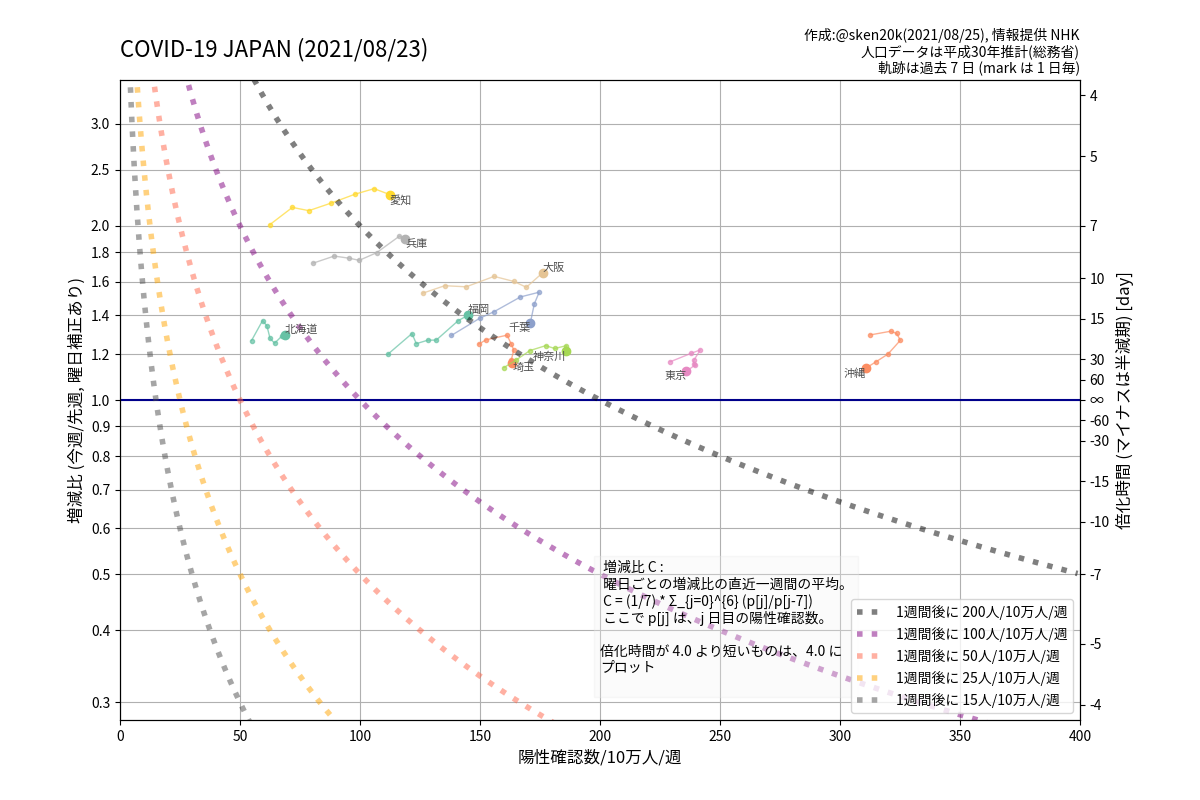 COVID-19 JAPAN (2021/08/23)
作成:@sken20k(2021/08/25), 情報提供 NHK
人口データは平成30年推計(総務省)
軌跡は過去 7 日 (mark は 1 日毎)
増減比 (今週/先週, 曜日補正あり)
3.0
2.5
2.0
1.8
1.6
1.4
1.2
1.0
0.9
0.8
0.7
0.6
0.5
0.4
0.3
愛知
兵庫
大阪
福岡
北海道
千葉
神奈川
埼玉
東京
沖縄
4
5
7
10
15
30
60
∞
-60
-30
-15
-10
-7
-5
-4
倍化時間 (マイナスは半減期) [day]
増減比 C :
曜日ごとの増減比の直近一週間の平均。
C = (1/7) * Σ_{j=0}^{6} (p[j]/p[j-7])
ここで p[j] は、j 日目の陽性確認数。
倍化時間が 4.0 より短いものは、4.0 に
プロット
1週間後に 200人/10万人/週
1週間後に 100人/10万人/週
1週間後に 50人/10万人/週
1週間後に 25人/10万人/週
1週間後に 15人/10万人/週
0 50 100 150 200 250 300 350 400
陽性確認数/10万人/週